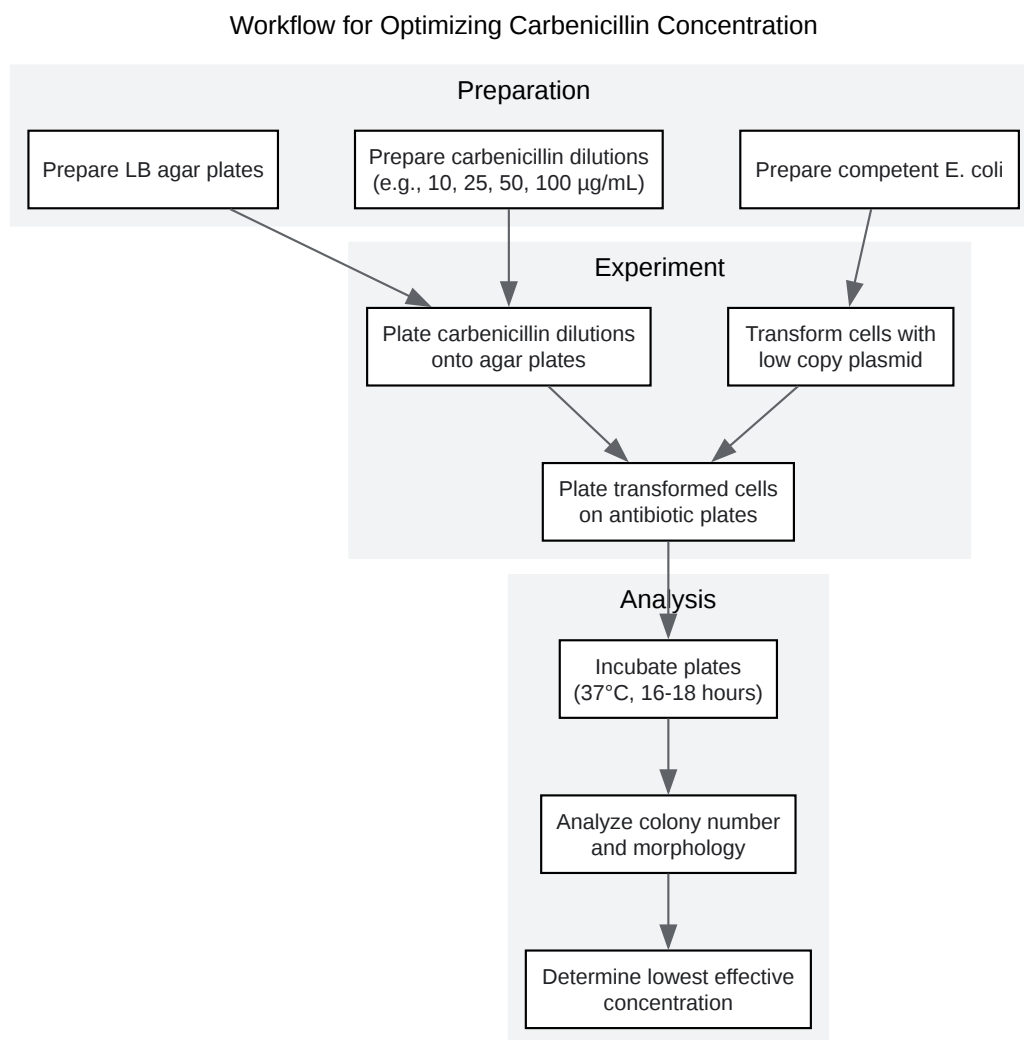 Workflow for Optimizing Carbenicillin Concentration
Preparation
Prepare LB agar plates
Prepare carbenicillin dilutions
(e.g., 10, 25, 50, 100 µg/mL)
Prepare competent E. coli
Experiment
Plate carbenicillin dilutions
onto agar plates
Transform cells with
low copy plasmid
Plate transformed cells
on antibiotic plates
Analysis
Incubate plates
(37°C, 16-18 hours)
Analyze colony number
and morphology
Determine lowest effective
concentration